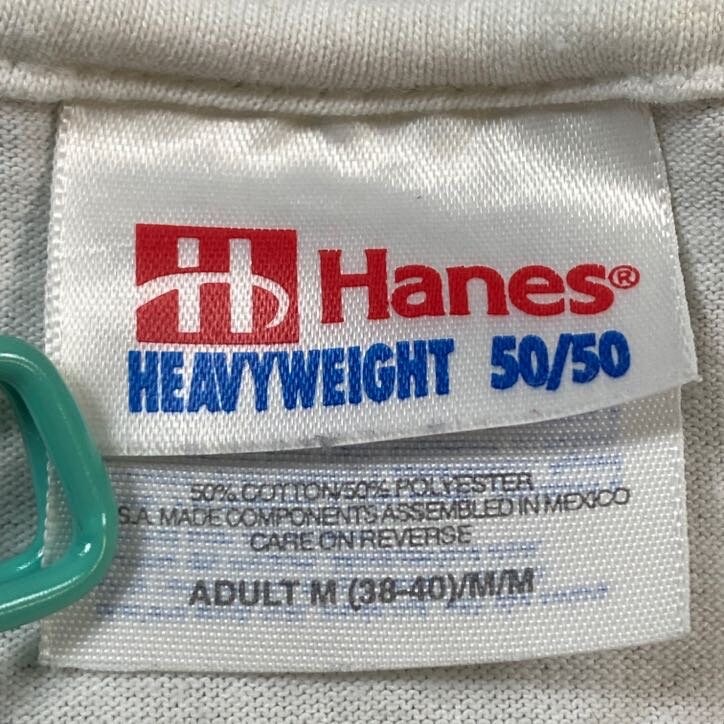 H Hanes®
HEAVYWEIGHT 50/50
50% COTTON/50% POLYESTER
S.A. MADE COMPONENTS ASSEMBLED IN MEXICO
CARE ON REVERSE
ADULT M (38-40)/M/M